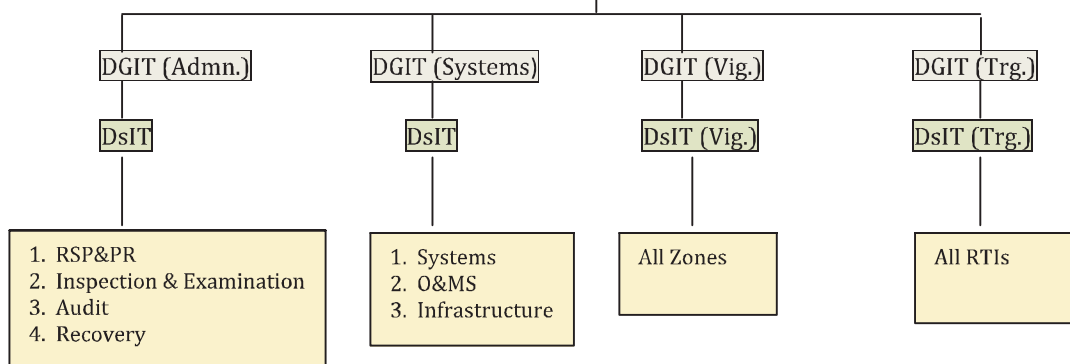 DGIT (Admn.)
DGIT (Systems)
DGIT (Vig.)
DGIT (Trg.)
DsIT
DsIT
DsIT (Vig.)
DsIT (Trg.)
1. RSP&PR
2. Inspection & Examination
3. Audit
4. Recovery
1. Systems
2. O&MS
3. Infrastructure
All Zones
All RTIs